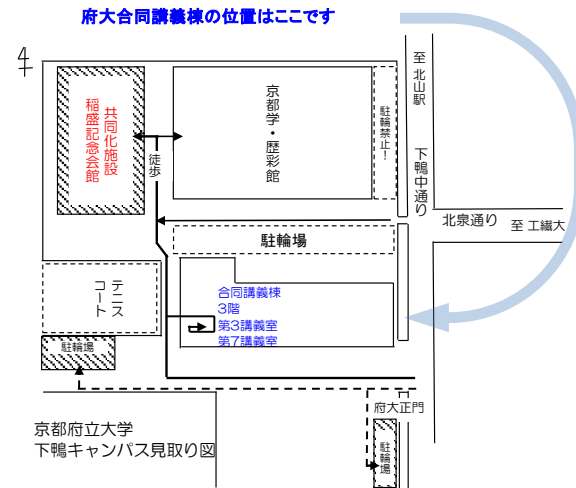 府大合同講義棟の位置はここです
至 北山駅
共同化施設
稲盛記念会館
京都学・歴彩館
駐輪禁止!
徒歩
下鴨中通り
北泉通り
至 工繊大
駐輪場
テニス
コート
合同講義棟
3階
第3講義室
第7講義室
駐輪場
府大正門
京都府立大学
下鴨キャンパス見取り図
駐輪場